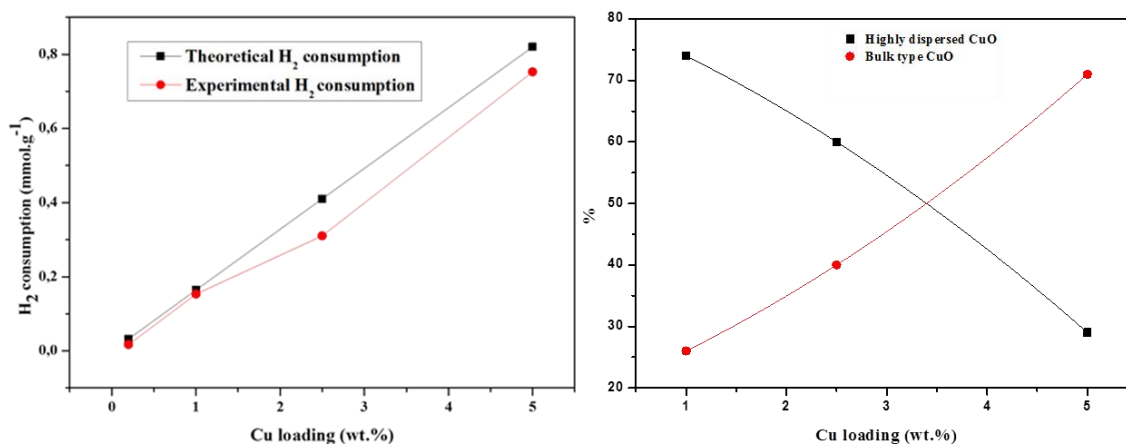 0,8
0,6
0,4
0,2
0,0
H₂ consumption (mmol.g⁻¹)
Theoretical H₂ consumption
Experimental H₂ consumption
0 1 2 3 4 5
Cu loading (wt.%)
80
70
60
50
40
30
20
%
Highly dispersed CuO
Bulk type CuO
1 2 3 4 5
Cu loading (wt.%)